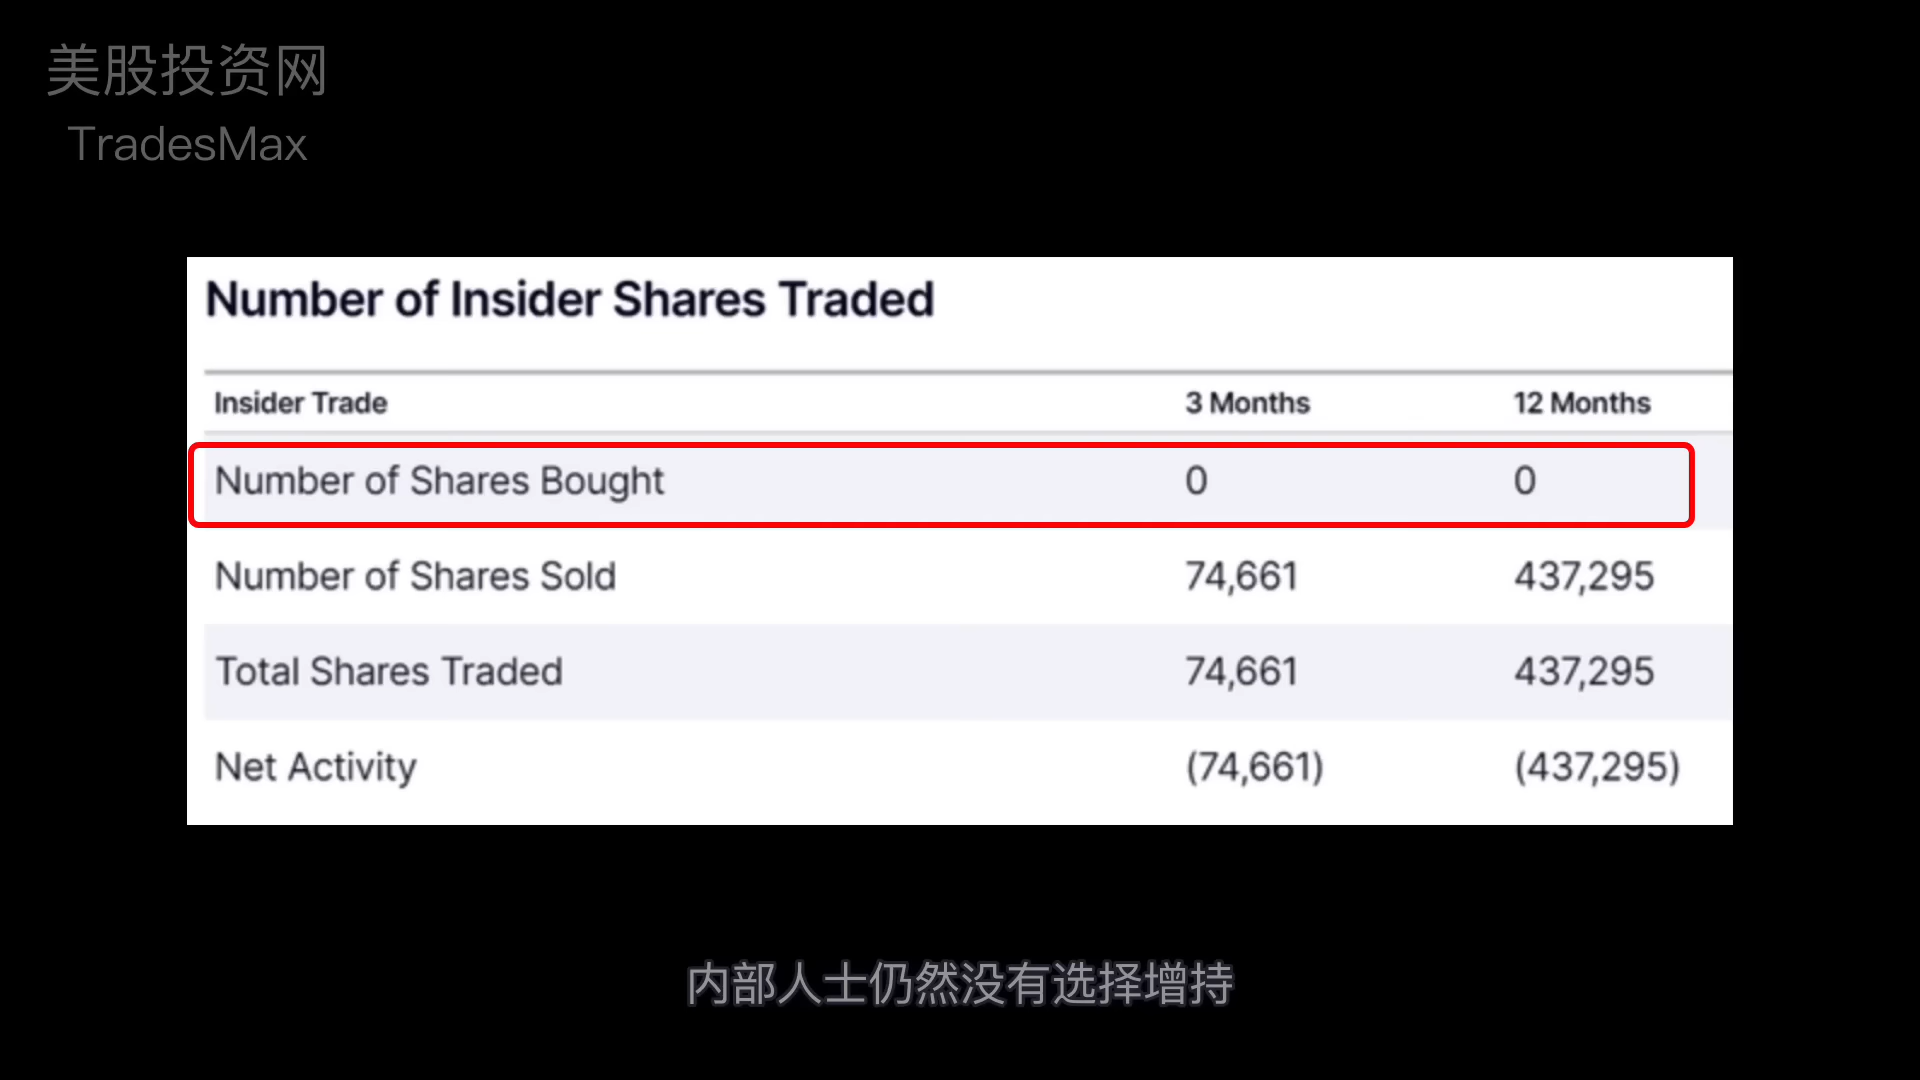 美股投资网
TradesMax
Number of Insider Shares Traded
Insider Trade 3 Months 12 Months
Number of Shares Bought 0 0
Number of Shares Sold 74,661 437,295
Total Shares Traded 74,661 437,295
Net Activity (74,661) (437,295)
内部人士仍然没有选择增持